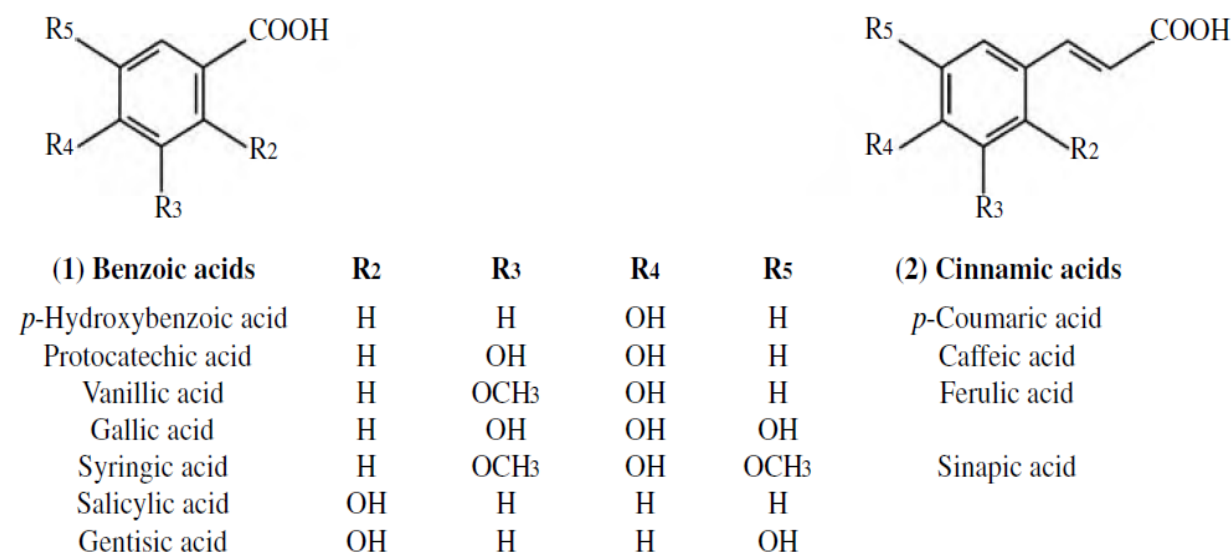 R5 COOH R5 COOH
R4 R2 R4 R2
R3 R3
(1) Benzoic acids R2 R3 R4 R5 (2) Cinnamic acids
p-Hydroxybenzoic acid H H OH H p-Coumaric acid
Protocatechic acid H OH OH H Caffeic acid
Vanillic acid H OCH3 OH H Ferulic acid
Gallic acid H OH OH OH
Syringic acid H OCH3 OH OCH3 Sinapic acid
Salicylic acid OH H H H
Gentisic acid OH H H OH